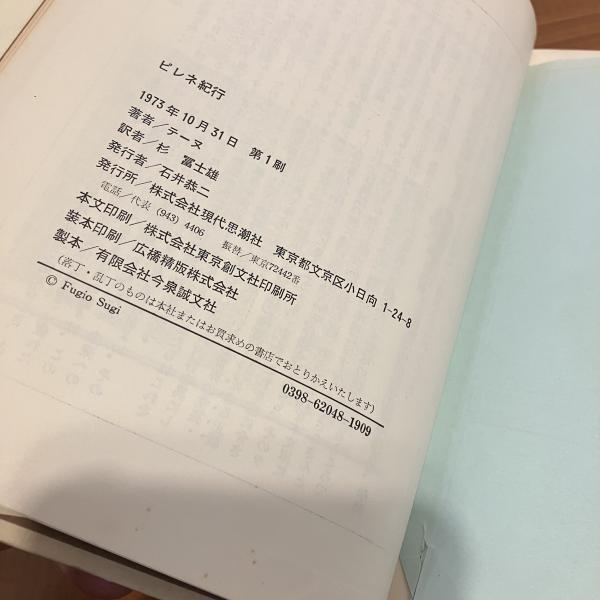 ピレネ紀行
1973年10月31日 第1刷
著者/テーヌ
訳者/杉 冨士雄
発行者/石井恭二
発行所/株式会社現代思潮社 東京都文京区小日向 1-24-8
電話/代表 (943) 4406 振替/東京72442番
本文印刷/株式会社東京創文社印刷所
装本印刷/広橋精版株式会社
製本/有限会社今泉誠文社
(落丁・乱丁のものは本社またはお買求めの書店でおとりかえいたします)
© Fugio Sugi
0398-62048-1909